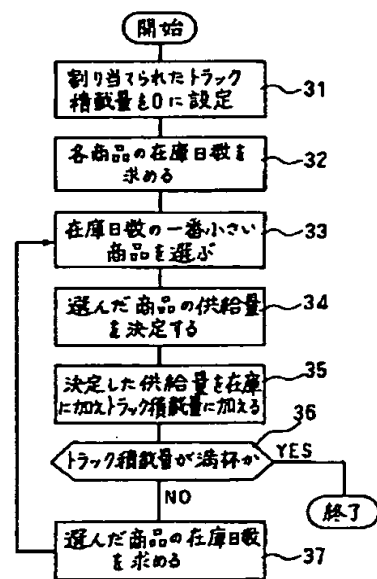 開始
割り当てられたトラック
積載量を0に設定
31
各商品の在庫日数を
求める
32
在庫日数の一番小さい
商品を選ぶ
33
選んだ商品の供給量
を決定する
34
決定した供給量を在庫
に加えトラック積載量に加える
35
トラック積載量が満杯か
36
YES
NO
終了
選んだ商品の在庫日数
を求める
37